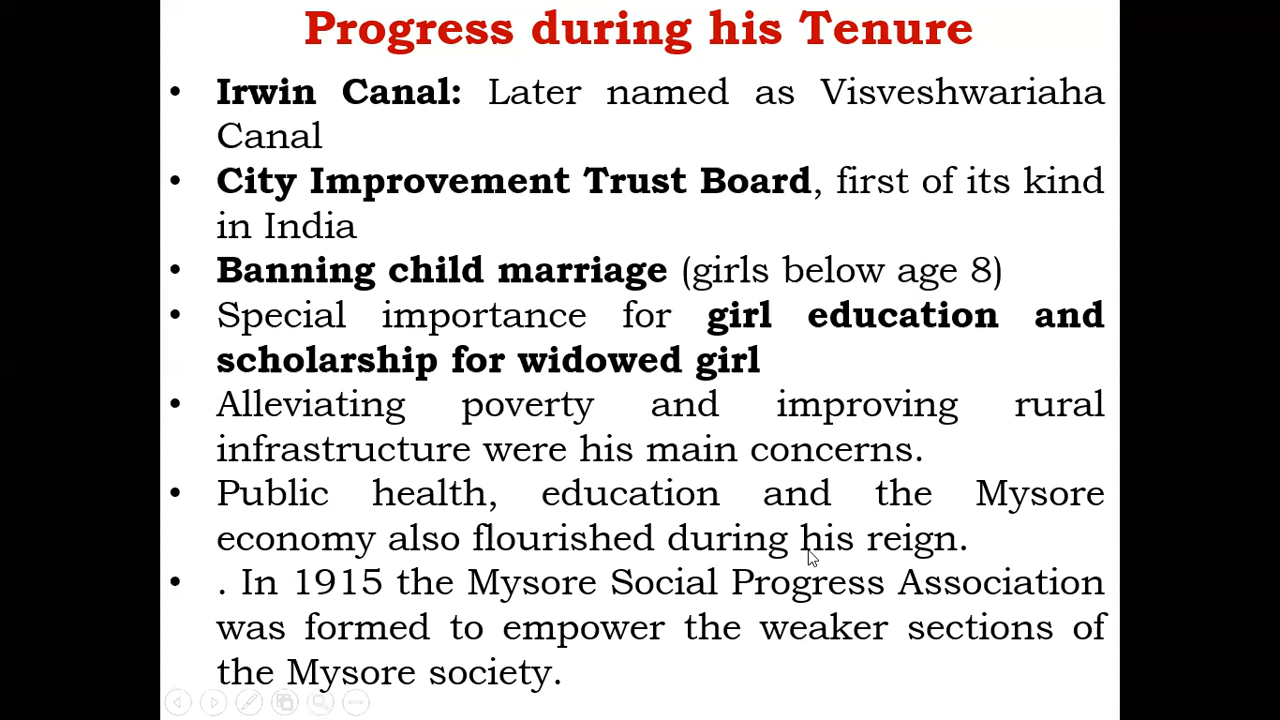 Progress during his Tenure
• Irwin Canal: Later named as Visveshwariaha
Canal
• City Improvement Trust Board, first of its kind
in India
• Banning child marriage (girls below age 8)
• Special importance for girl education and
scholarship for widowed girl
• Alleviating poverty and improving rural
infrastructure were his main concerns.
• Public health, education and the Mysore
economy also flourished during his reign.
• . In 1915 the Mysore Social Progress Association
was formed to empower the weaker sections of
the Mysore society.